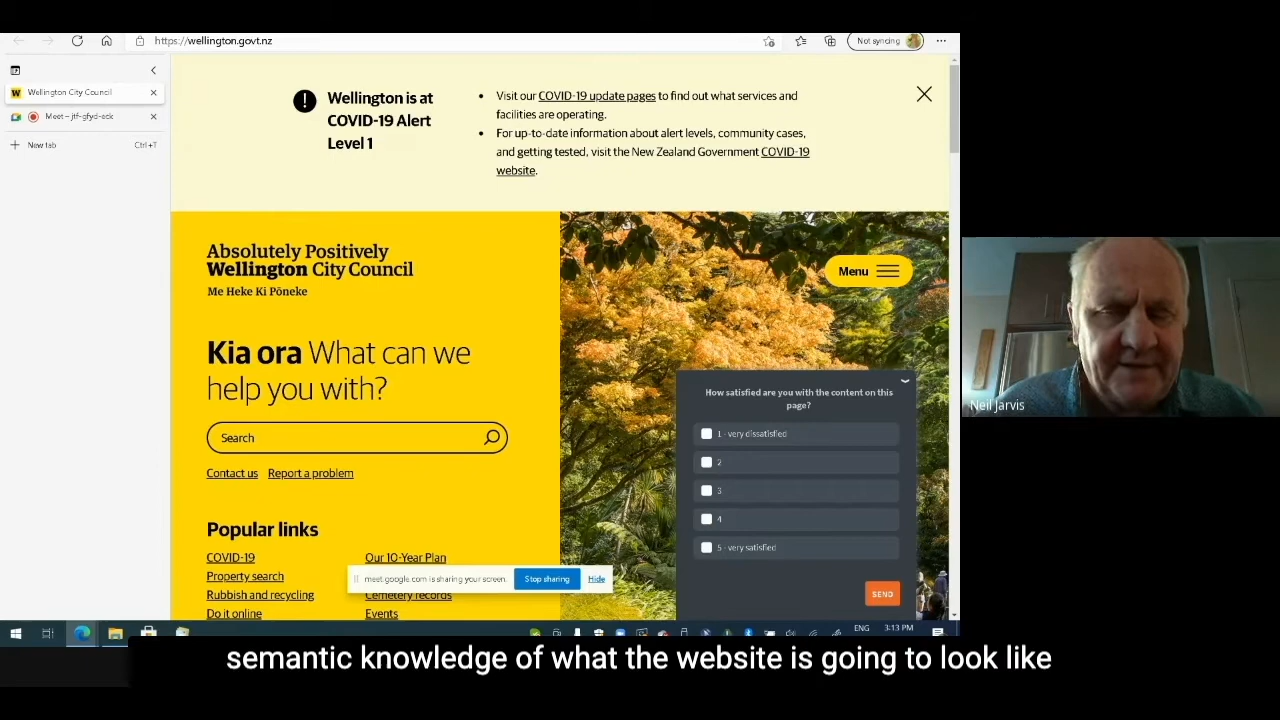 https://wellington.govt.nz
Not syncing
Wellington City Council
Meet – jtf-gfyd-eck
New tab
Ctrl+T
Wellington is at
COVID-19 Alert
Level 1
Visit our COVID-19 update pages to find out what services and
facilities are operating.
For up-to-date information about alert levels, community cases,
and getting tested, visit the New Zealand Government COVID-19
website.
Absolutely Positively
Wellington City Council
Me Heke Ki Pōneke
Menu
Kia ora What can we
help you with?
Search
Contact us Report a problem
Popular links
COVID-19
Our 10-Year Plan
Property search
Rubbish and recycling
Cemetery records
Do it online
Events
How satisfied are you with the content on this
page?
1 - very dissatisfied
2
3
4
5 - very satisfied
SEND
meet.google.com is sharing your screen.
Stop sharing
Hide
ENG
3:13 PM
Neil Jarvis
semantic knowledge of what the website is going to look like